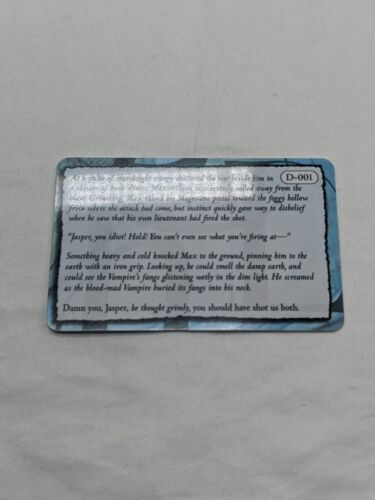 As a pulse of star-bright energy shattered the tree beside him in D-001
a shower of bark shards, Maximilian instinctively rolled away from the
blast. Crouching, Max raised his Magestone pistol toward the foggy hollow
from where the attack had come, but instinct quickly gave way to disbelief
when he saw that his own lieutenant had fired the shot.
"Jasper, you idiot! Hold! You can't even see what you're firing at—"
Something heavy and cold knocked Max to the ground, pinning him to the
earth with an iron grip. Looking up, he could smell the damp earth, and
could see the Vampire's fangs glistening wetly in the dim light. He screamed
as the blood-mad Vampire buried its fangs into his neck.
Damn you, Jasper, he thought grimly, you should have shot us both.